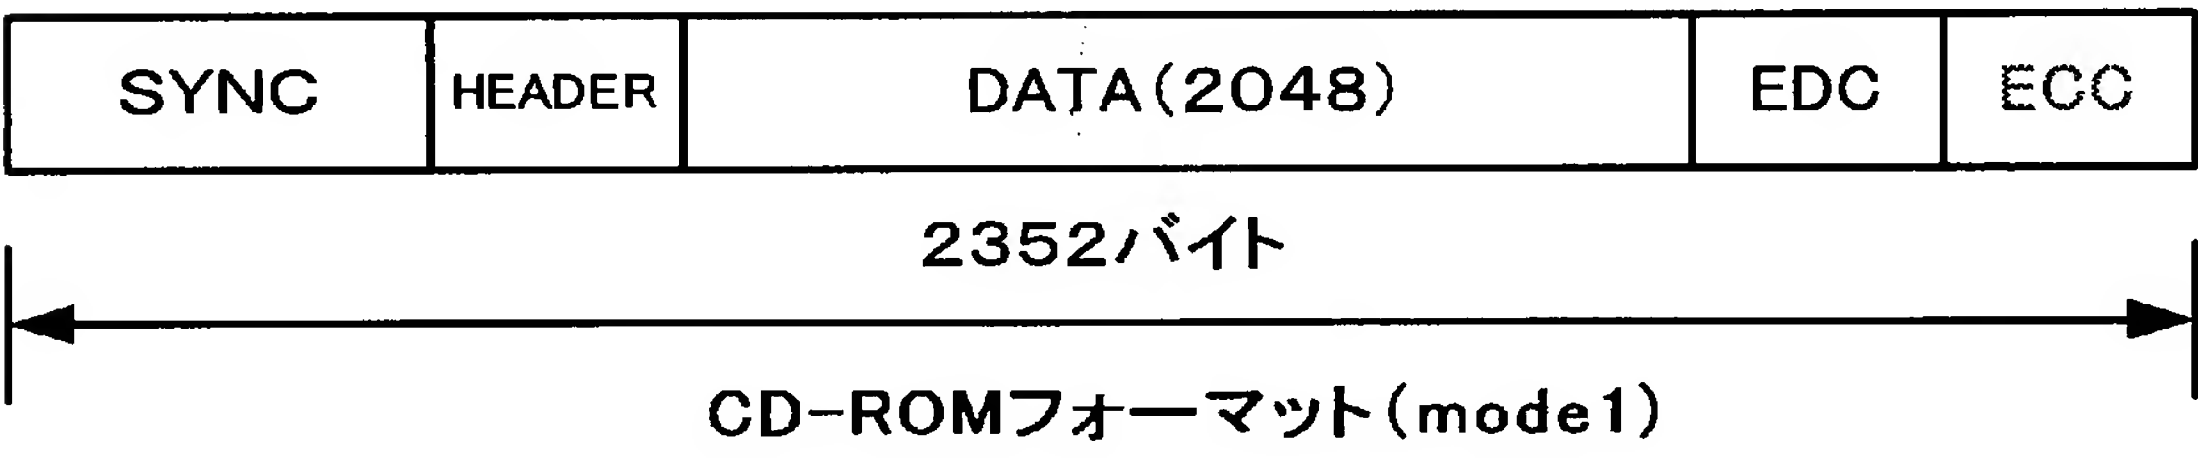 SYNC HEADER DATA(2048) EDC ECC
2352バイト
CD-ROMフォーマット(mode1)